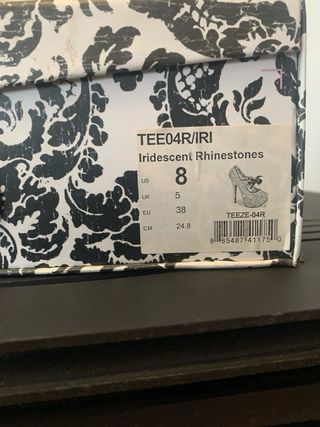 TEE04R/IRI
Iridescent Rhinestones
US 8
UK 5
EU 38
CM 24.8
TEEZE-04R
8 85487 41175 0